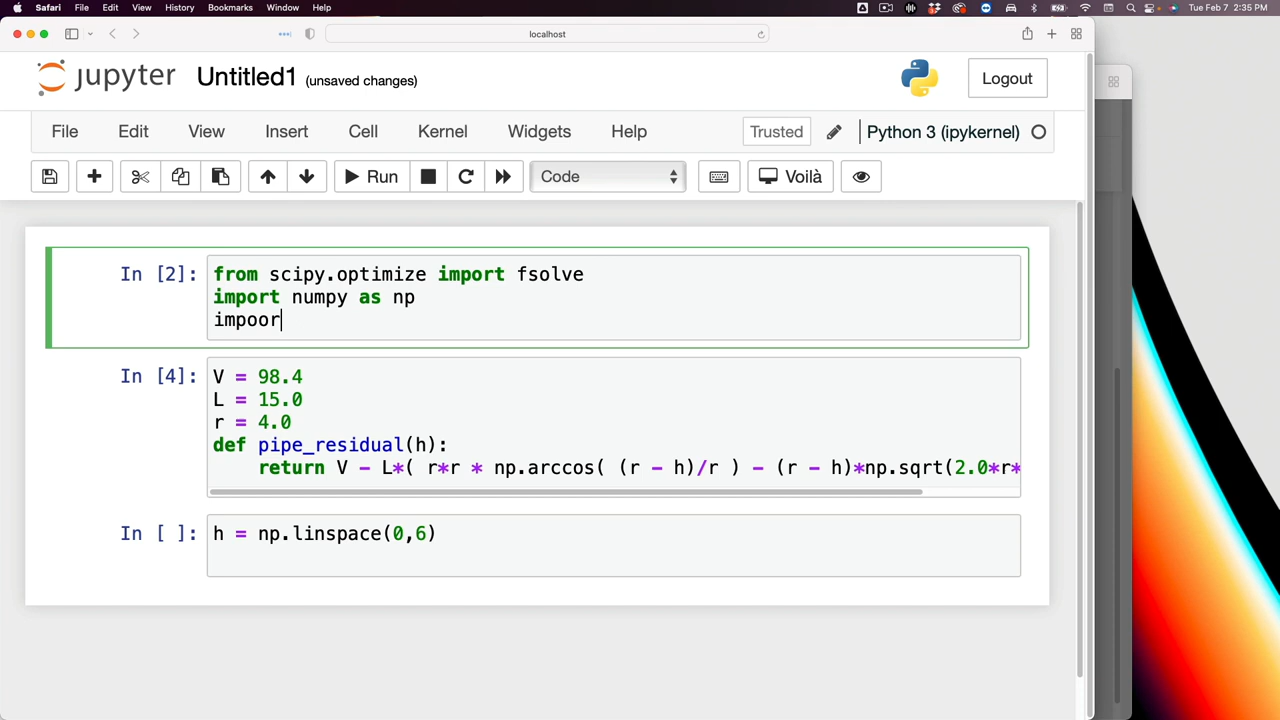 Safari File Edit View History Bookmarks Window Help Tue Feb 7 2:35 PM
localhost
jupyter Untitled1 (unsaved changes) Logout
File Edit View Insert Cell Kernel Widgets Help Trusted Python 3 (ipykernel)
Run Code Voilà
In [2]: from scipy.optimize import fsolve
import numpy as np
impoor
In [4]: V = 98.4
L = 15.0
r = 4.0
def pipe_residual(h):
return V - L*( r*r * np.arccos( (r - h)/r ) - (r - h)*np.sqrt(2.0*r*
In [ ]: h = np.linspace(0,6)